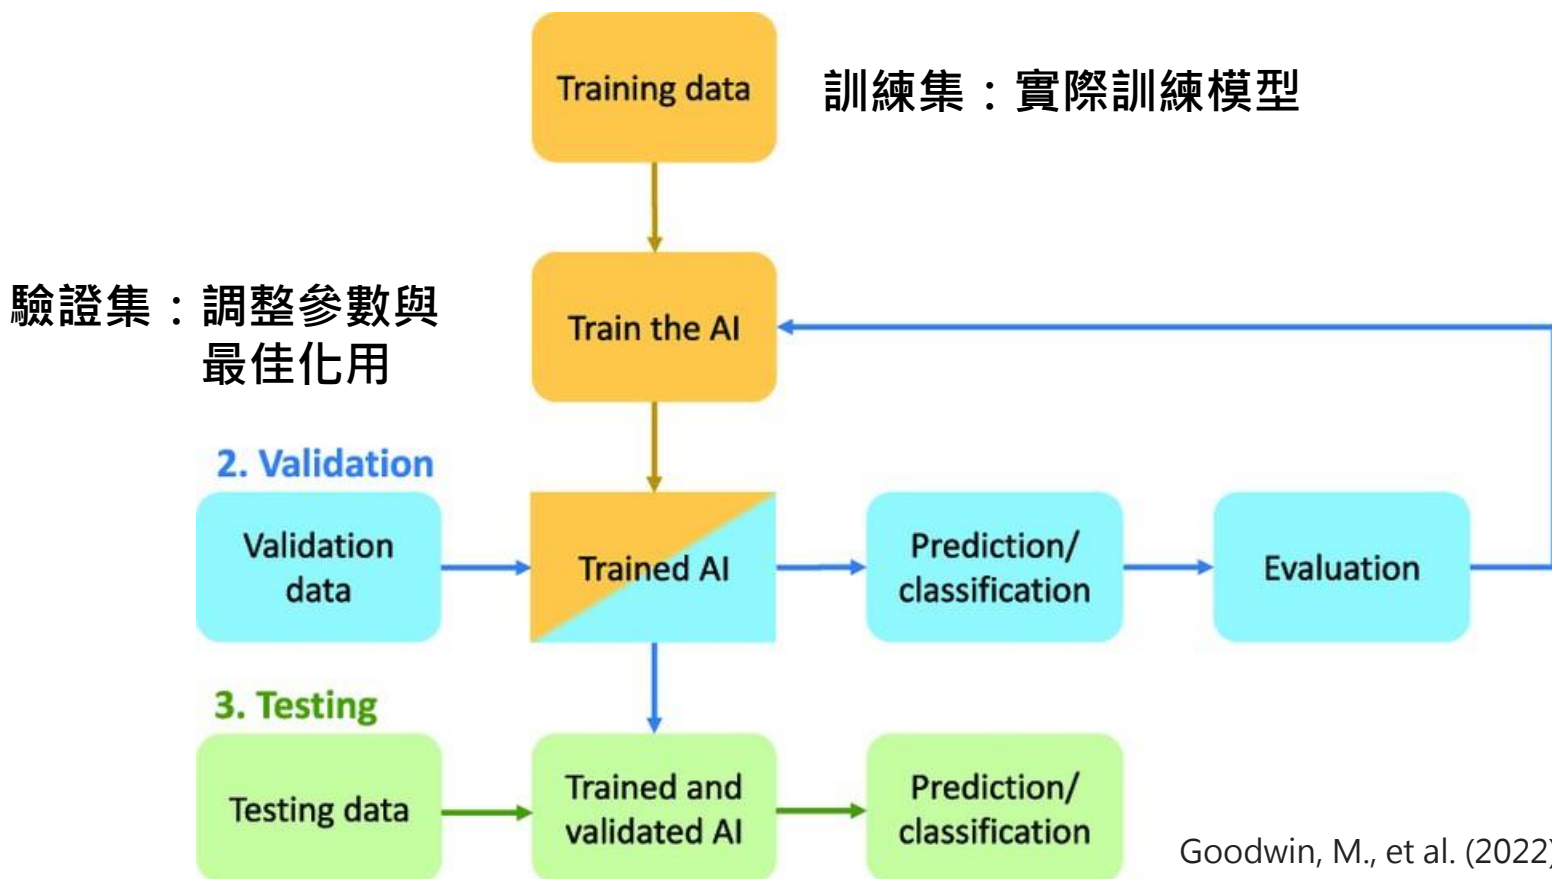 Training data
訓練集：實際訓練模型
驗證集：調整參數與
最佳化用
Train the AI
2. Validation
Validation
data
Trained AI
Prediction/
classification
Evaluation
3. Testing
Testing data
Trained and
validated AI
Prediction/
classification
Goodwin, M., et al. (2022)